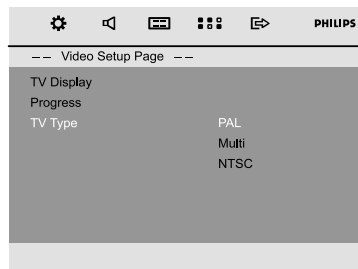 PHILIPS
-- Video Setup Page --
TV Display
Progress
TV Type PAL
Multi
NTSC